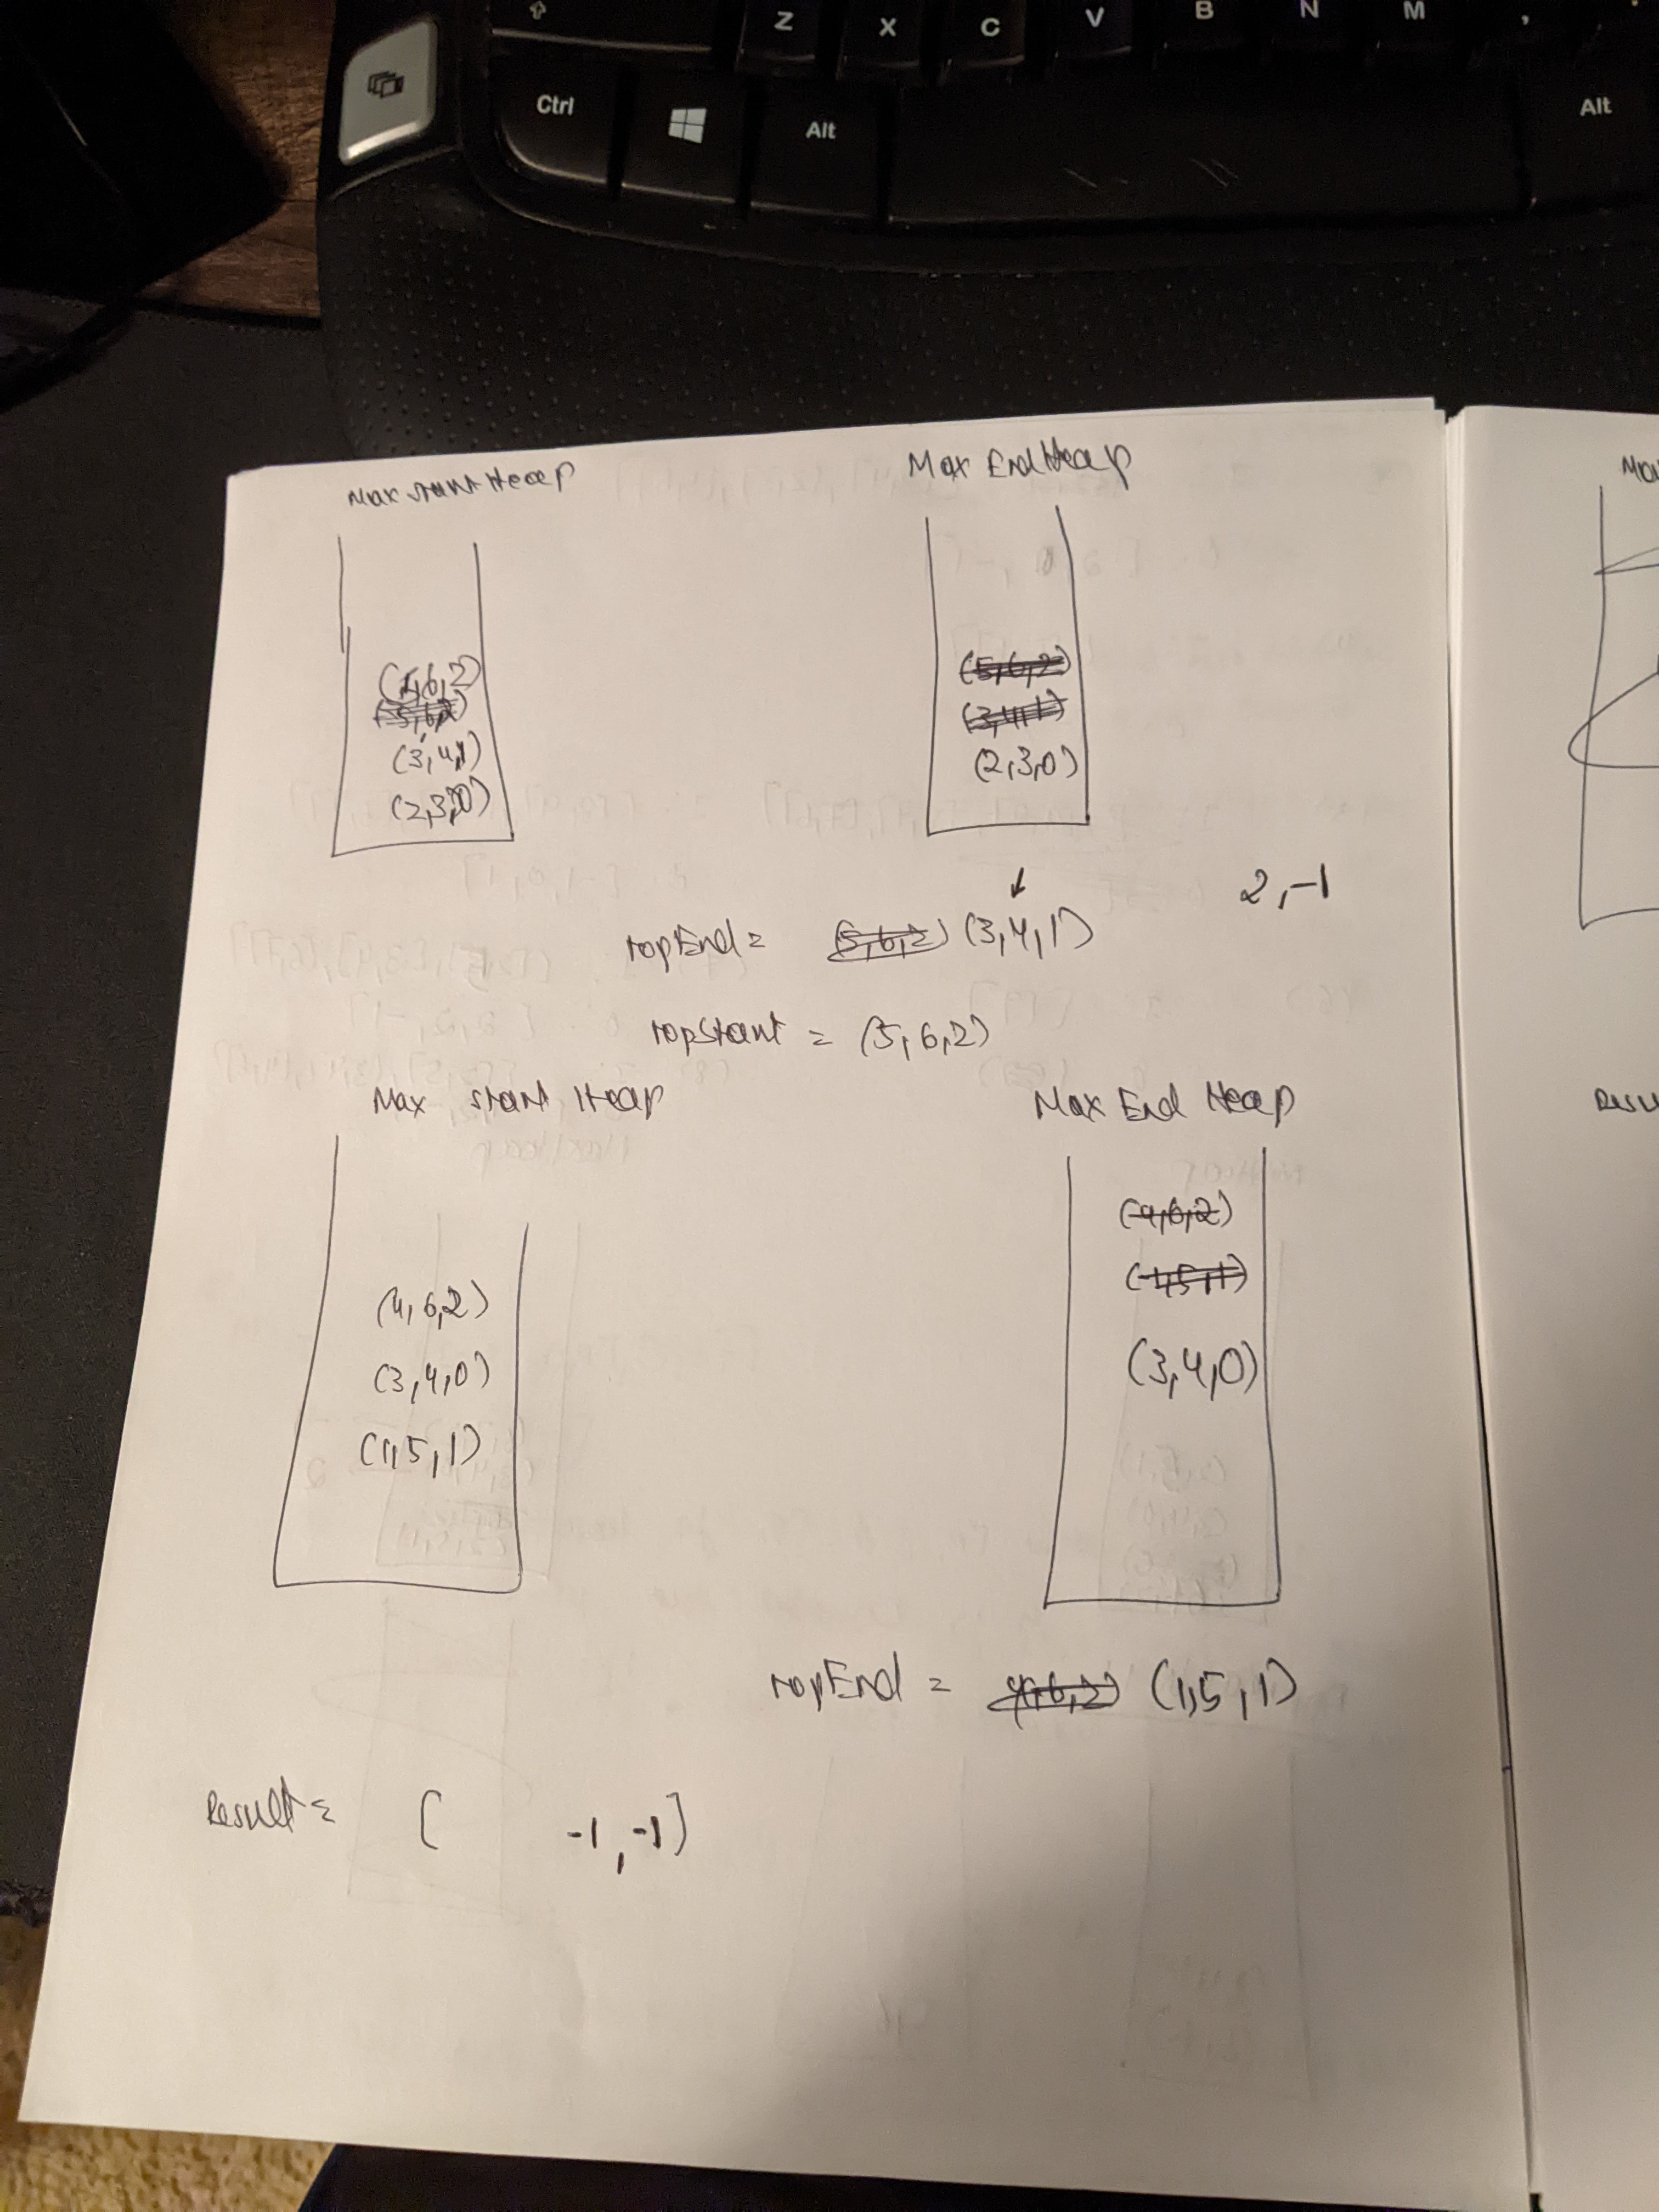 Z X C V B N M ,
Ctrl Alt Alt
Max Start Heap Max End Heap
(5,6,2) (5,6,2)
(5,6,2) (3,4,1)
(3,4,1) (2,3,0)
(2,3,0)
2,-1
topEnd = (5,6,2) (3,4,1)
topStart = (5,6,2)
Max Start Heap Max End Heap
(4,6,2)
(1,5,1)
(4,6,2)
(3,4,0) (3,4,0)
(1,5,1)
topEnd = (4,6,2) (1,5,1)
Result = [ -1,-1]